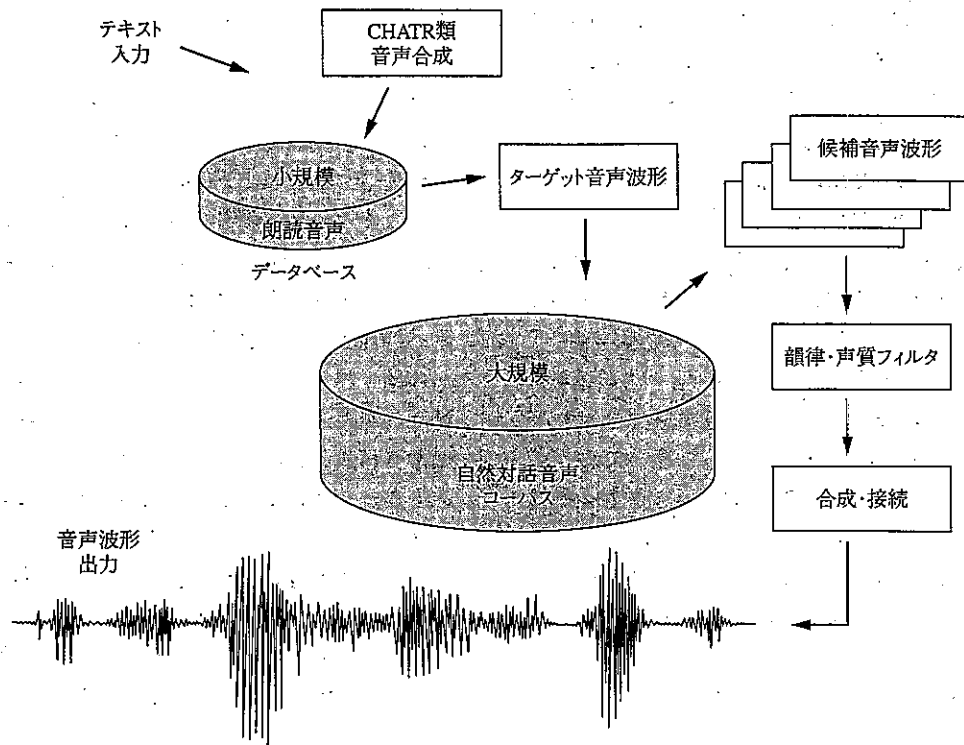 テキスト
入力
CHATR類
音声合成
小規模
朗読音声
データベース
ターゲット音声波形
候補音声波形
大規模
自然対話音声
コーパス
韻律・声質フィルタ
合成・接続
音声波形
出力